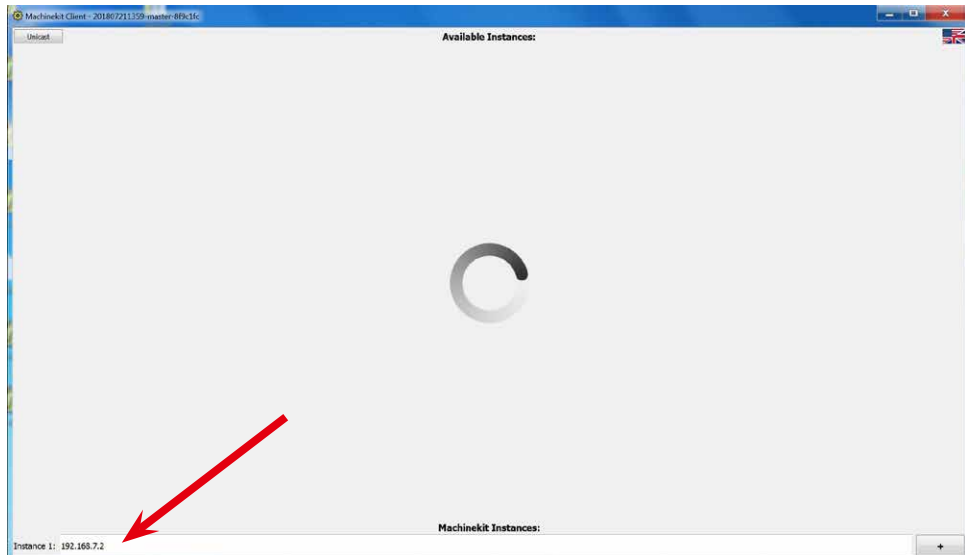 Machinekit Client - 201807211359-master-8f9c1fc
Unicast
Available Instances:
Machinekit Instances:
Instance 1: 192.168.7.2
+